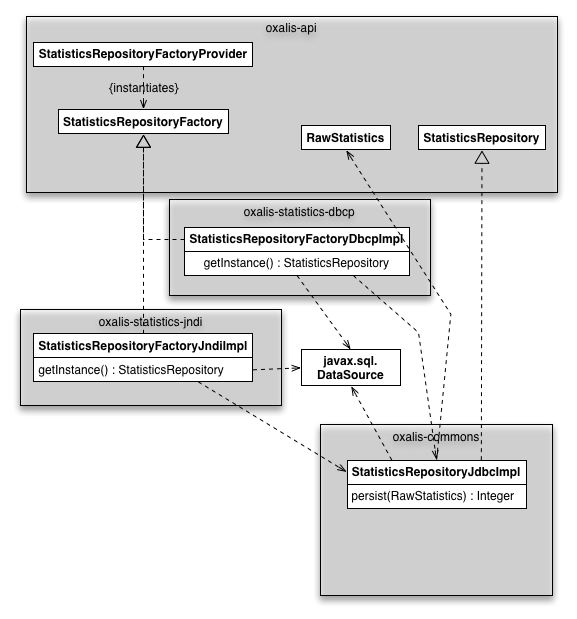 oxalis-api
StatisticsRepositoryFactoryProvider
{instantiates}
StatisticsRepositoryFactory
RawStatistics
StatisticsRepository
oxalis-statistics-dbcp
StatisticsRepositoryFactoryDbcpImpl
getInstance() : StatisticsRepository
oxalis-statistics-jndi
StatisticsRepositoryFactoryJndiImpl
getInstance() : StatisticsRepository
javax.sql.
DataSource
oxalis-commons
StatisticsRepositoryJdbcImpl
persist(RawStatistics) : Integer